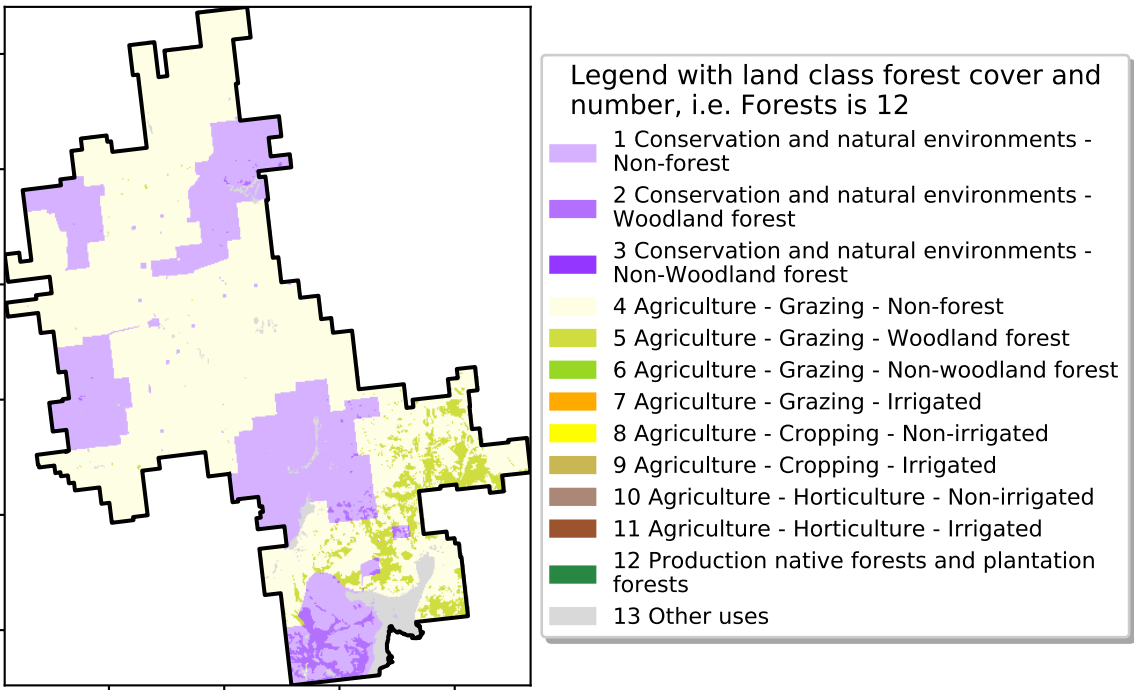 Legend with land class forest cover and
number, i.e. Forests is 12
1 Conservation and natural environments -
Non-forest
2 Conservation and natural environments -
Woodland forest
3 Conservation and natural environments -
Non-Woodland forest
4 Agriculture - Grazing - Non-forest
5 Agriculture - Grazing - Woodland forest
6 Agriculture - Grazing - Non-woodland forest
7 Agriculture - Grazing - Irrigated
8 Agriculture - Cropping - Non-irrigated
9 Agriculture - Cropping - Irrigated
10 Agriculture - Horticulture - Non-irrigated
11 Agriculture - Horticulture - Irrigated
12 Production native forests and plantation
forests
13 Other uses